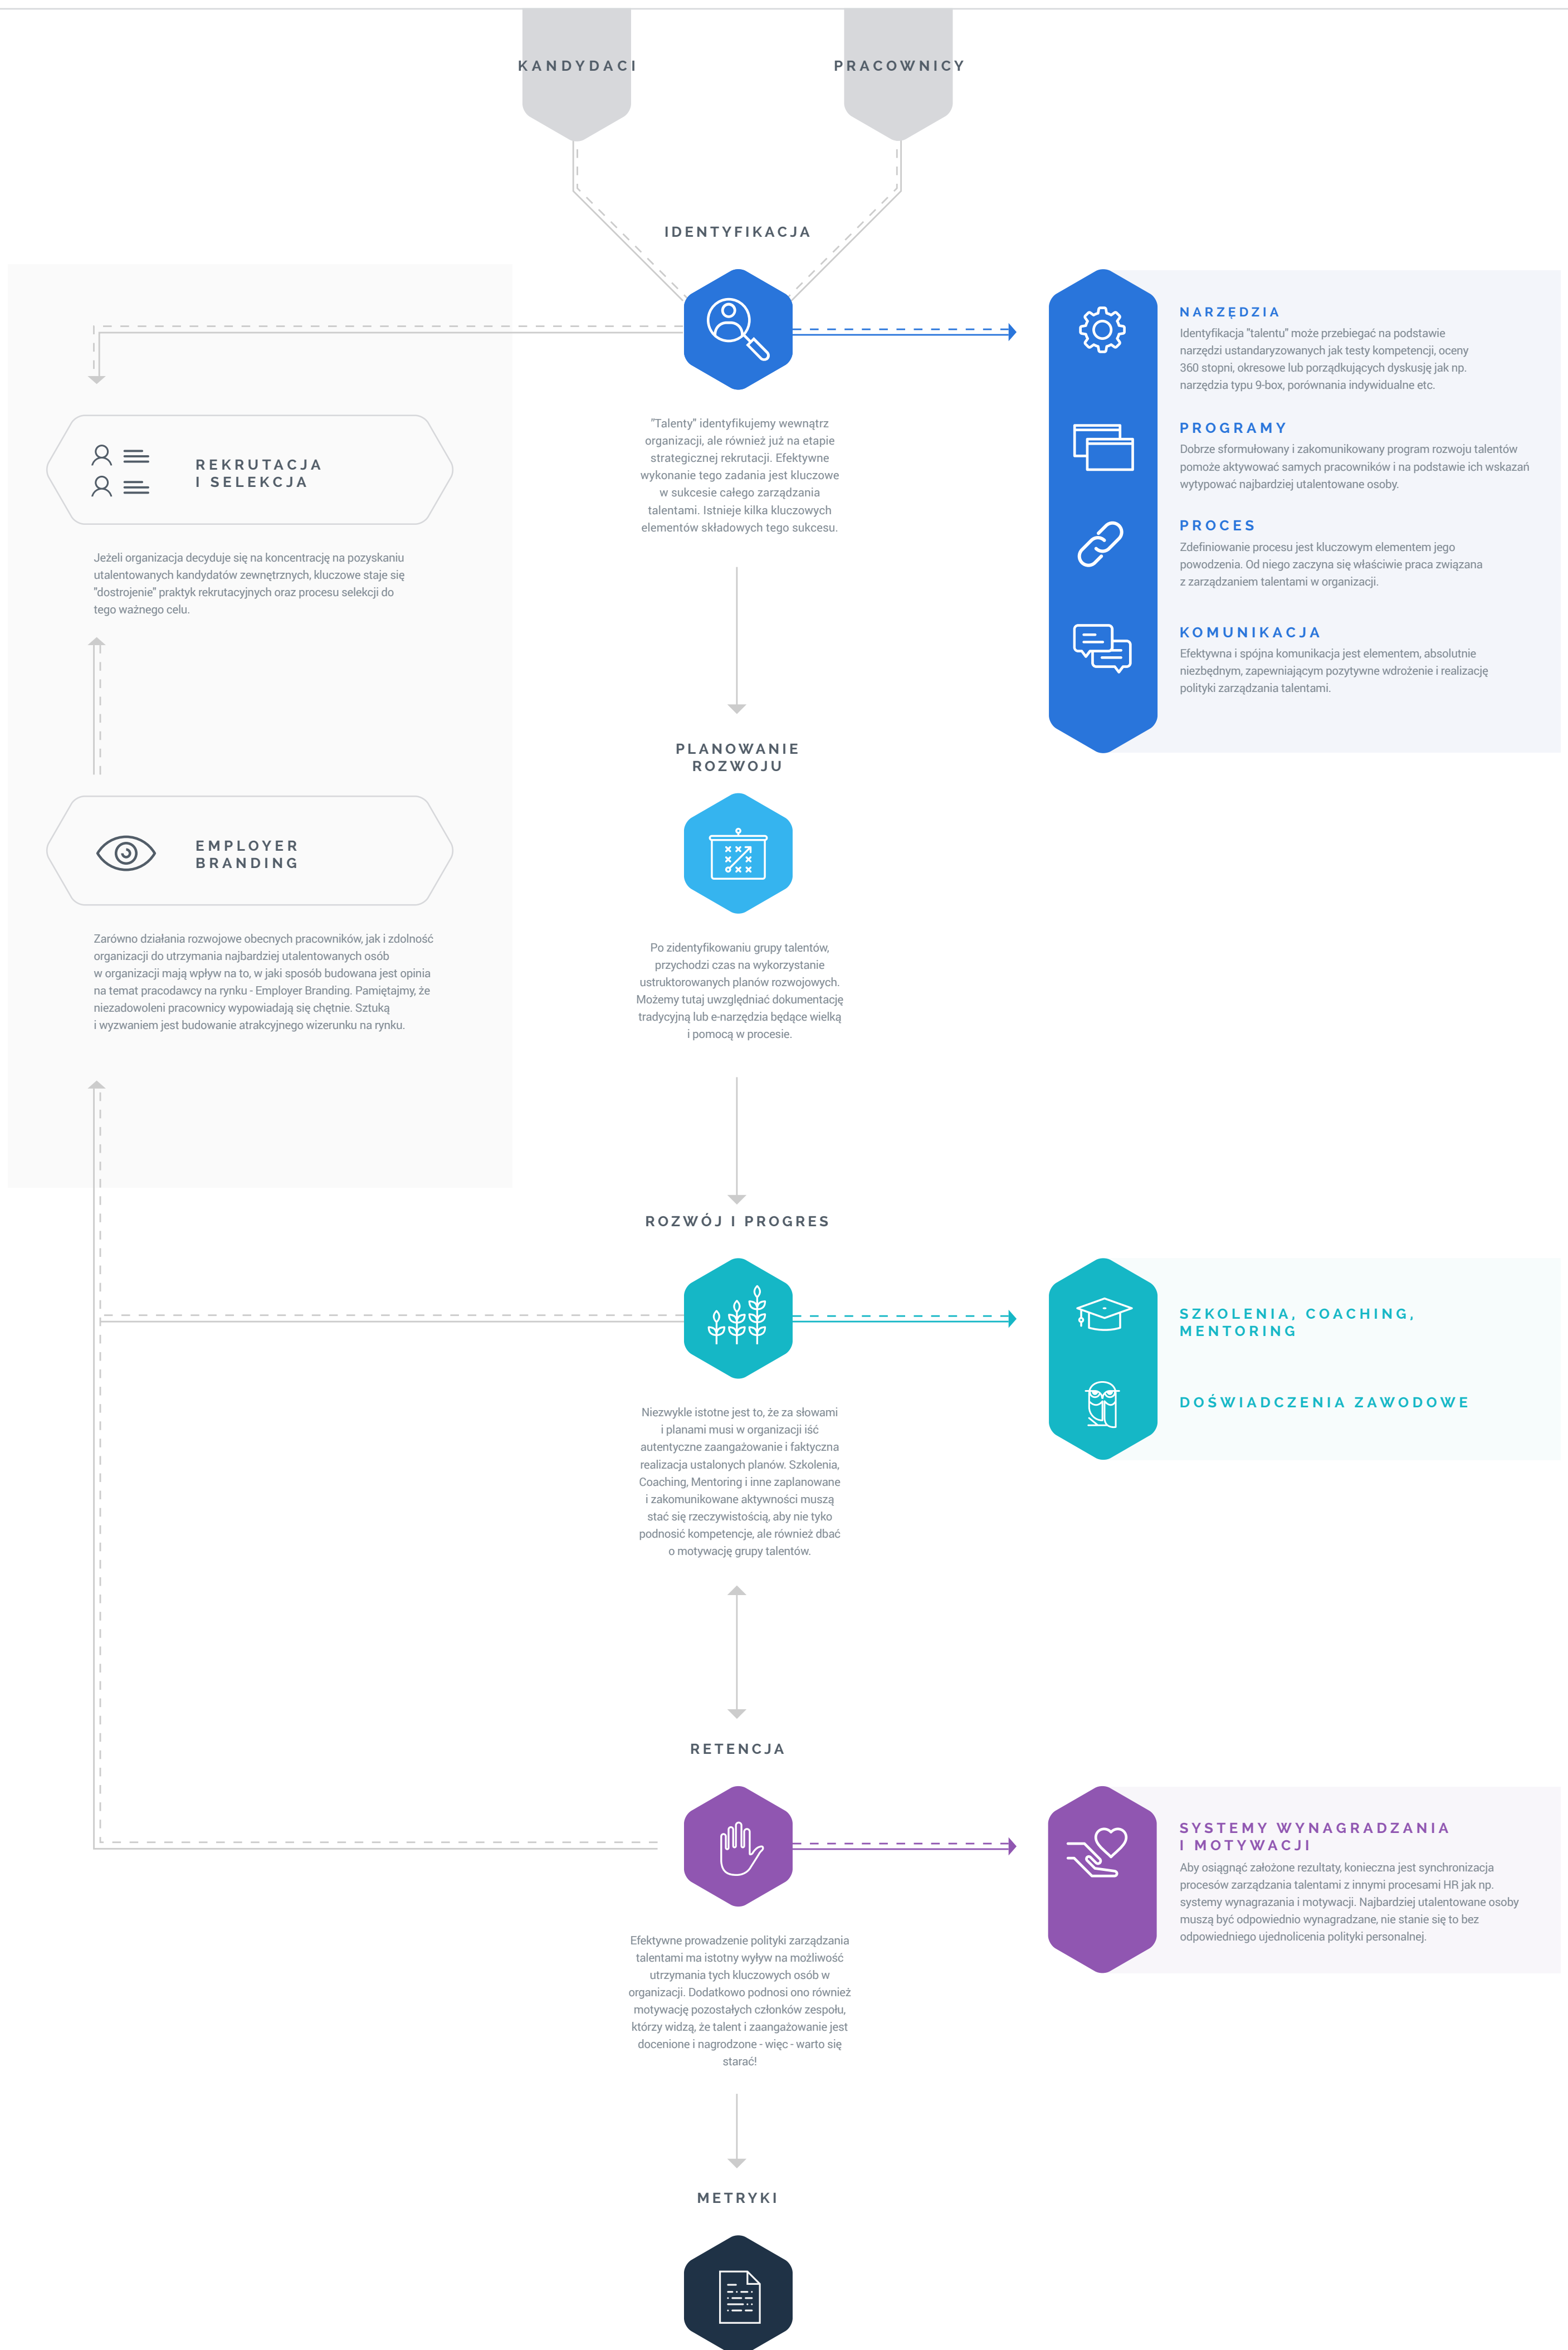 KANDYDACI
PRACOWNICY
IDENTYFIKACJA
"Talenty" identyfikujemy wewnątrz
organizacji, ale również już na etapie
strategicznej rekrutacji. Efektywne
wykonanie tego zadania jest kluczowe
w sukcesie całego zarządzania
talentami. Istnieje kilka kluczowych
elementów składowych tego sukcesu.
NARZĘDZIA
Identyfikacja "talentu" może przebiegać na podstawie
narzędzi ustandaryzowanych jak testy kompetencji, oceny
360 stopni, okresowe lub porządkujących dyskusję jak np.
narzędzia typu 9-box, porównania indywidualne etc.
PROGRAMY
Dobrze sformułowany i zakomunikowany program rozwoju talentów
pomoże aktywować samych pracowników i na podstawie ich wskazań
wytypować najbardziej utalentowane osoby.
PROCES
Zdefiniowanie procesu jest kluczowym elementem jego
powodzenia. Od niego zaczyna się właściwie praca związana
z zarządzaniem talentami w organizacji.
KOMUNIKACJA
Efektywna i spójna komunikacja jest elementem, absolutnie
niezbędnym, zapewniającym pozytywne wdrożenie i realizację
polityki zarządzania talentami.
REKRUTACJA
I SELEKCJA
Jeżeli organizacja decyduje się na koncentrację na pozyskaniu
utalentowanych kandydatów zewnętrznych, kluczowe staje się
"dostrojenie" praktyk rekrutacyjnych oraz procesu selekcji do
tego ważnego celu.
EMPLOYER
BRANDING
Zarówno działania rozwojowe obecnych pracowników, jak i zdolność
organizacji do utrzymania najbardziej utalentowanych osób
w organizacji mają wpływ na to, w jaki sposób budowana jest opinia
na temat pracodawcy na rynku - Employer Branding. Pamiętajmy, że
niezadowoleni pracownicy wypowiadają się chętnie. Sztuką
i wyzwaniem jest budowanie atrakcyjnego wizerunku na rynku.
PLANOWANIE
ROZWOJU
Po zidentyfikowaniu grupy talentów,
przychodzi czas na wykorzystanie
ustruktorowanych planów rozwojowych.
Możemy tutaj uwzględniać dokumentację
tradycyjną lub e-narzędzia będące wielką
i pomocą w procesie.
ROZWÓJ I PROGRES
Niezwykle istotne jest to, że za słowami
i planami musi w organizacji iść
autentyczne zaangażowanie i faktyczna
realizacja ustalonych planów. Szkolenia,
Coaching, Mentoring i inne zaplanowane
i zakomunikowane aktywności muszą
stać się rzeczywistością, aby nie tyko
podnosić kompetencje, ale również dbać
o motywację grupy talentów.
SZKOLENIA, COACHING,
MENTORING
DOŚWIADCZENIA ZAWODOWE
RETENCJA
Efektywne prowadzenie polityki zarządzania
talentami ma istotny wyływ na możliwość
utrzymania tych kluczowych osób w
organizacji. Dodatkowo podnosi ono również
motywację pozostałych członków zespołu,
którzy widzą, że talent i zaangażowanie jest
docenione i nagrodzone - więc - warto się
starać!
SYSTEMY WYNAGRADZANIA
I MOTYWACJI
Aby osiągnąć założone rezultaty, konieczna jest synchronizacja
procesów zarządzania talentami z innymi procesami HR jak np.
systemy wynagrazania i motywacji. Najbardziej utalentowane osoby
muszą być odpowiednio wynagradzane, nie stanie się to bez
odpowiedniego ujednolicenia polityki personalnej.
METRYKI